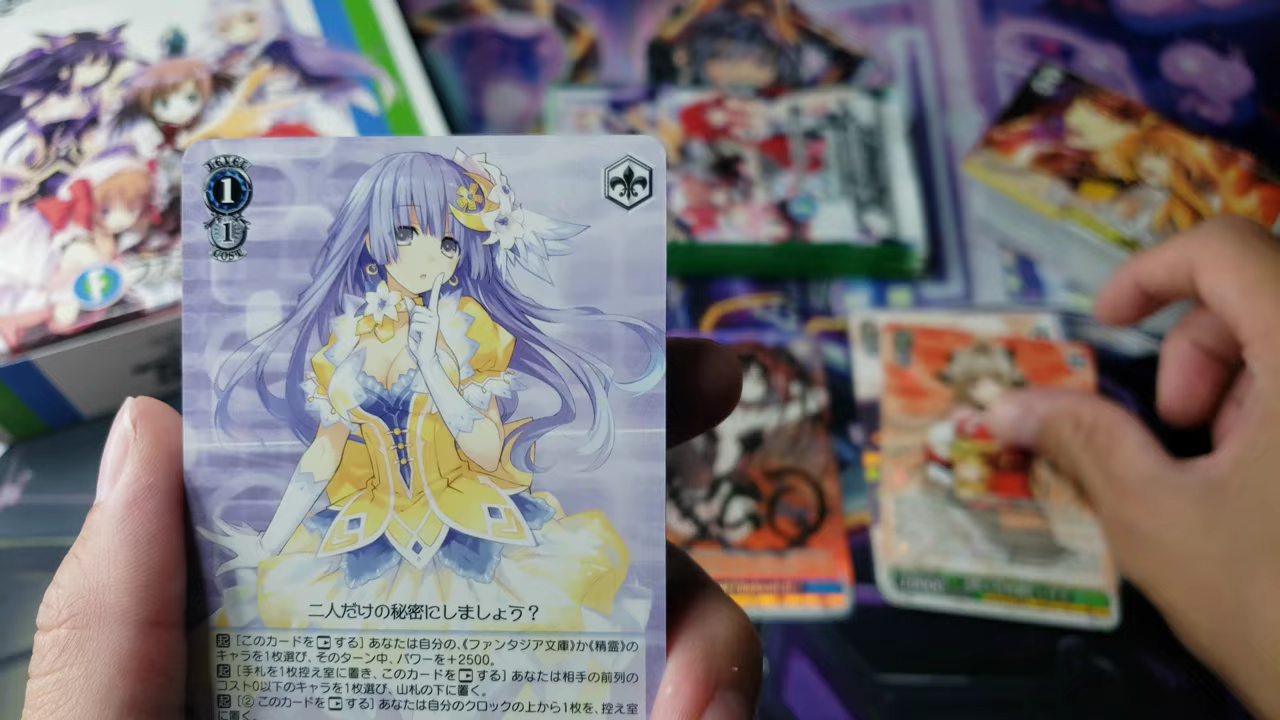 LEVEL
1
1
COST
二人だけの秘密にしましょう?
起 [このカードを する] あなたは自分の、《ファンタジア文庫》か《精霊》の
キャラを1枚選び、そのターン中、パワーを+2500。
起 [手札を1枚控え室に置き、このカードを する] あなたは相手の前列の
コスト0以下のキャラを1枚選び、山札の下に置く。
起 [② このカードを する] あなたは自分のクロックの上から1枚を、控え室
に置く。